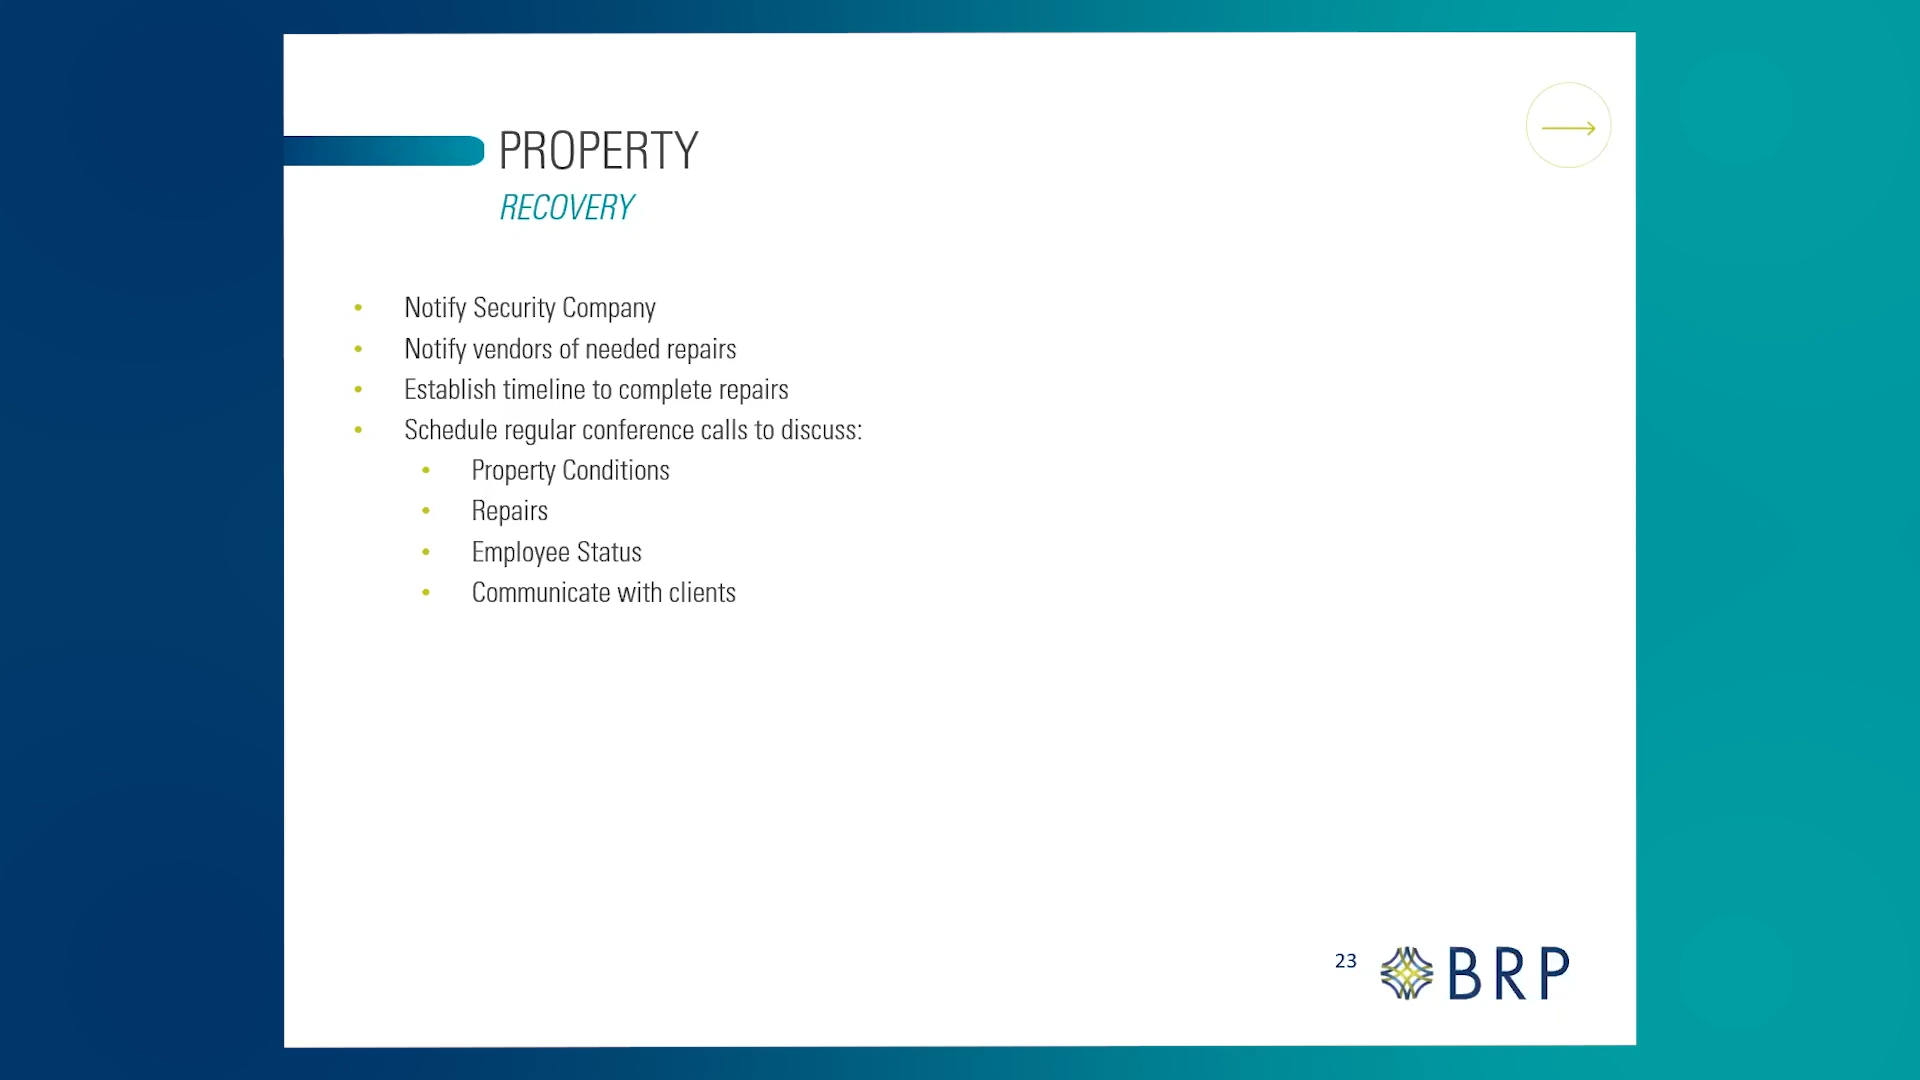 PROPERTY
RECOVERY
• Notify Security Company
• Notify vendors of needed repairs
• Establish timeline to complete repairs
• Schedule regular conference calls to discuss:
• Property Conditions
• Repairs
• Employee Status
• Communicate with clients
23
BRP